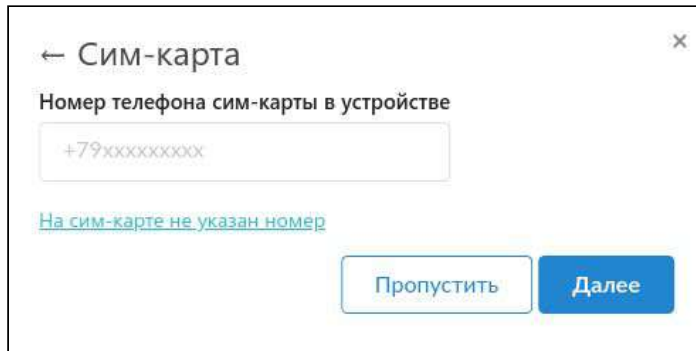 ← Сим-карта
×
Номер телефона сим-карты в устройстве
+79xxxxxxxxx
На сим-карте не указан номер
Пропустить Далее